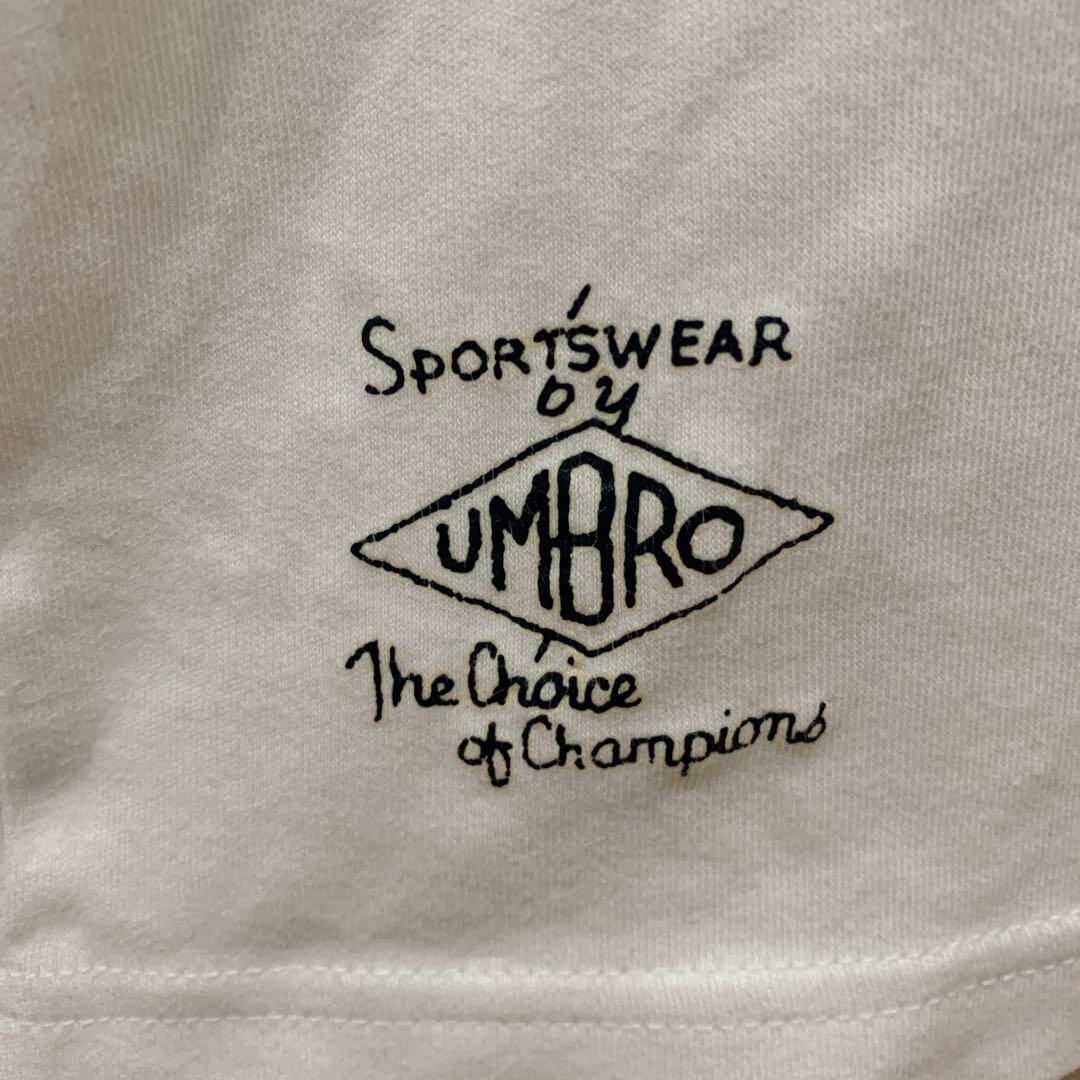 SPORTSWEAR
by
UMBRO
The Choice
of Champions